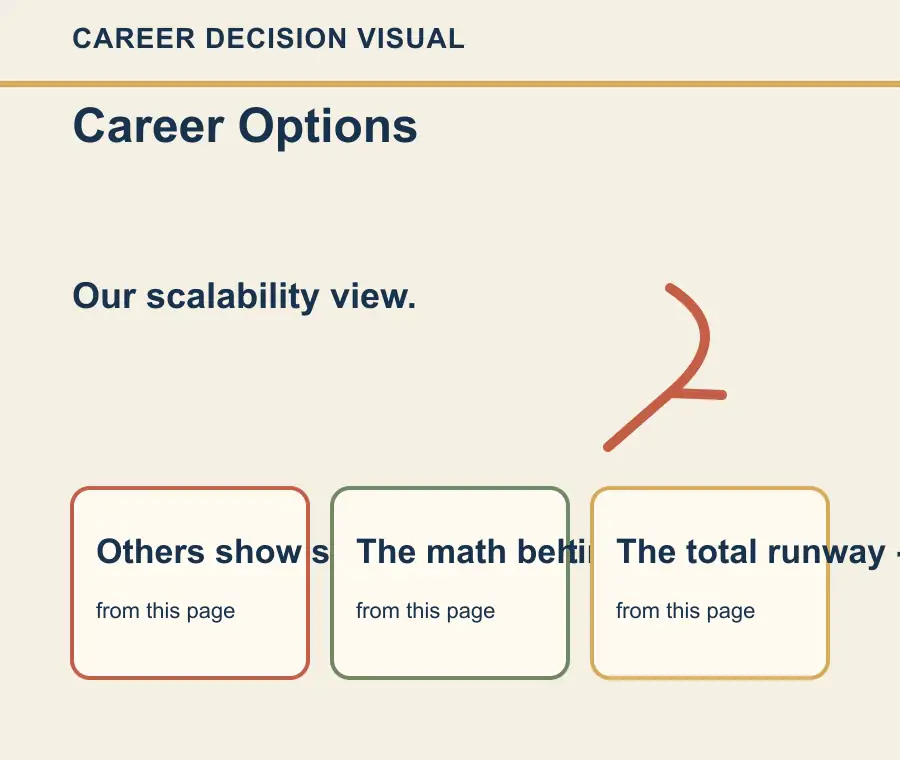 CAREER DECISION VISUAL
Career Options
Our scalability view.
Others show s
The math
The total runway
from this page
from this page
from this page